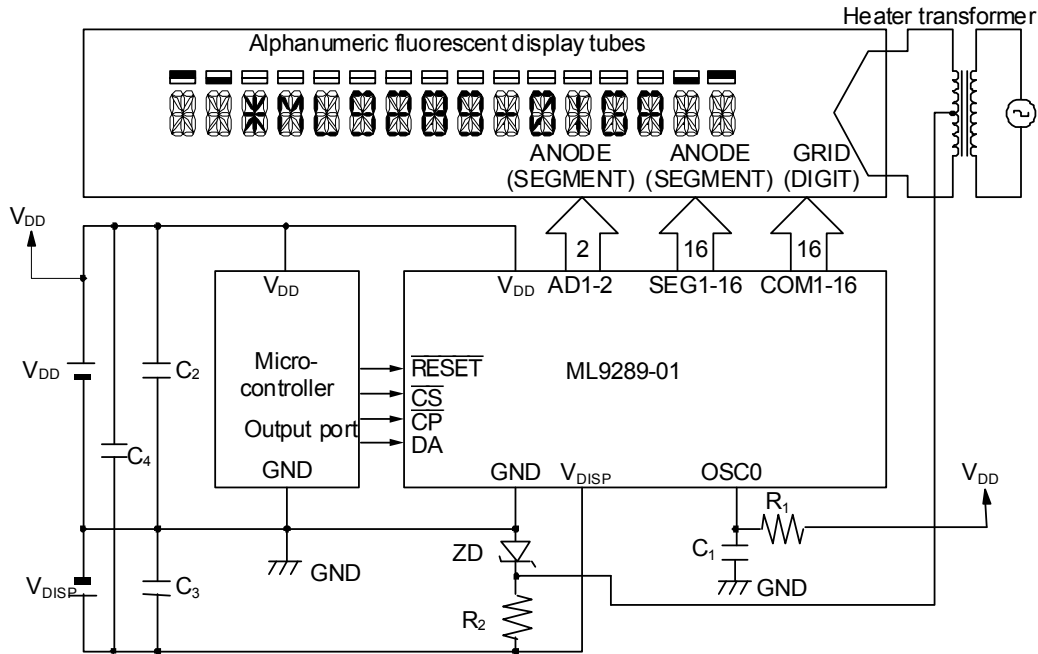 Heater transformer
Alphanumeric fluorescent display tubes
ANODE
(SEGMENT)
ANODE
(SEGMENT)
GRID
(DIGIT)
2
16
16
VDD
VDD
VDD
AD1-2
SEG1-16
COM1-16
VDD
C2
C4
Micro-
controller
Output port
GND
RESET
CS
CP
DA
ML9289-01
GND
VDISP
OSC0
VDD
R1
C1
GND
ZD
GND
VDISP
C3
R2